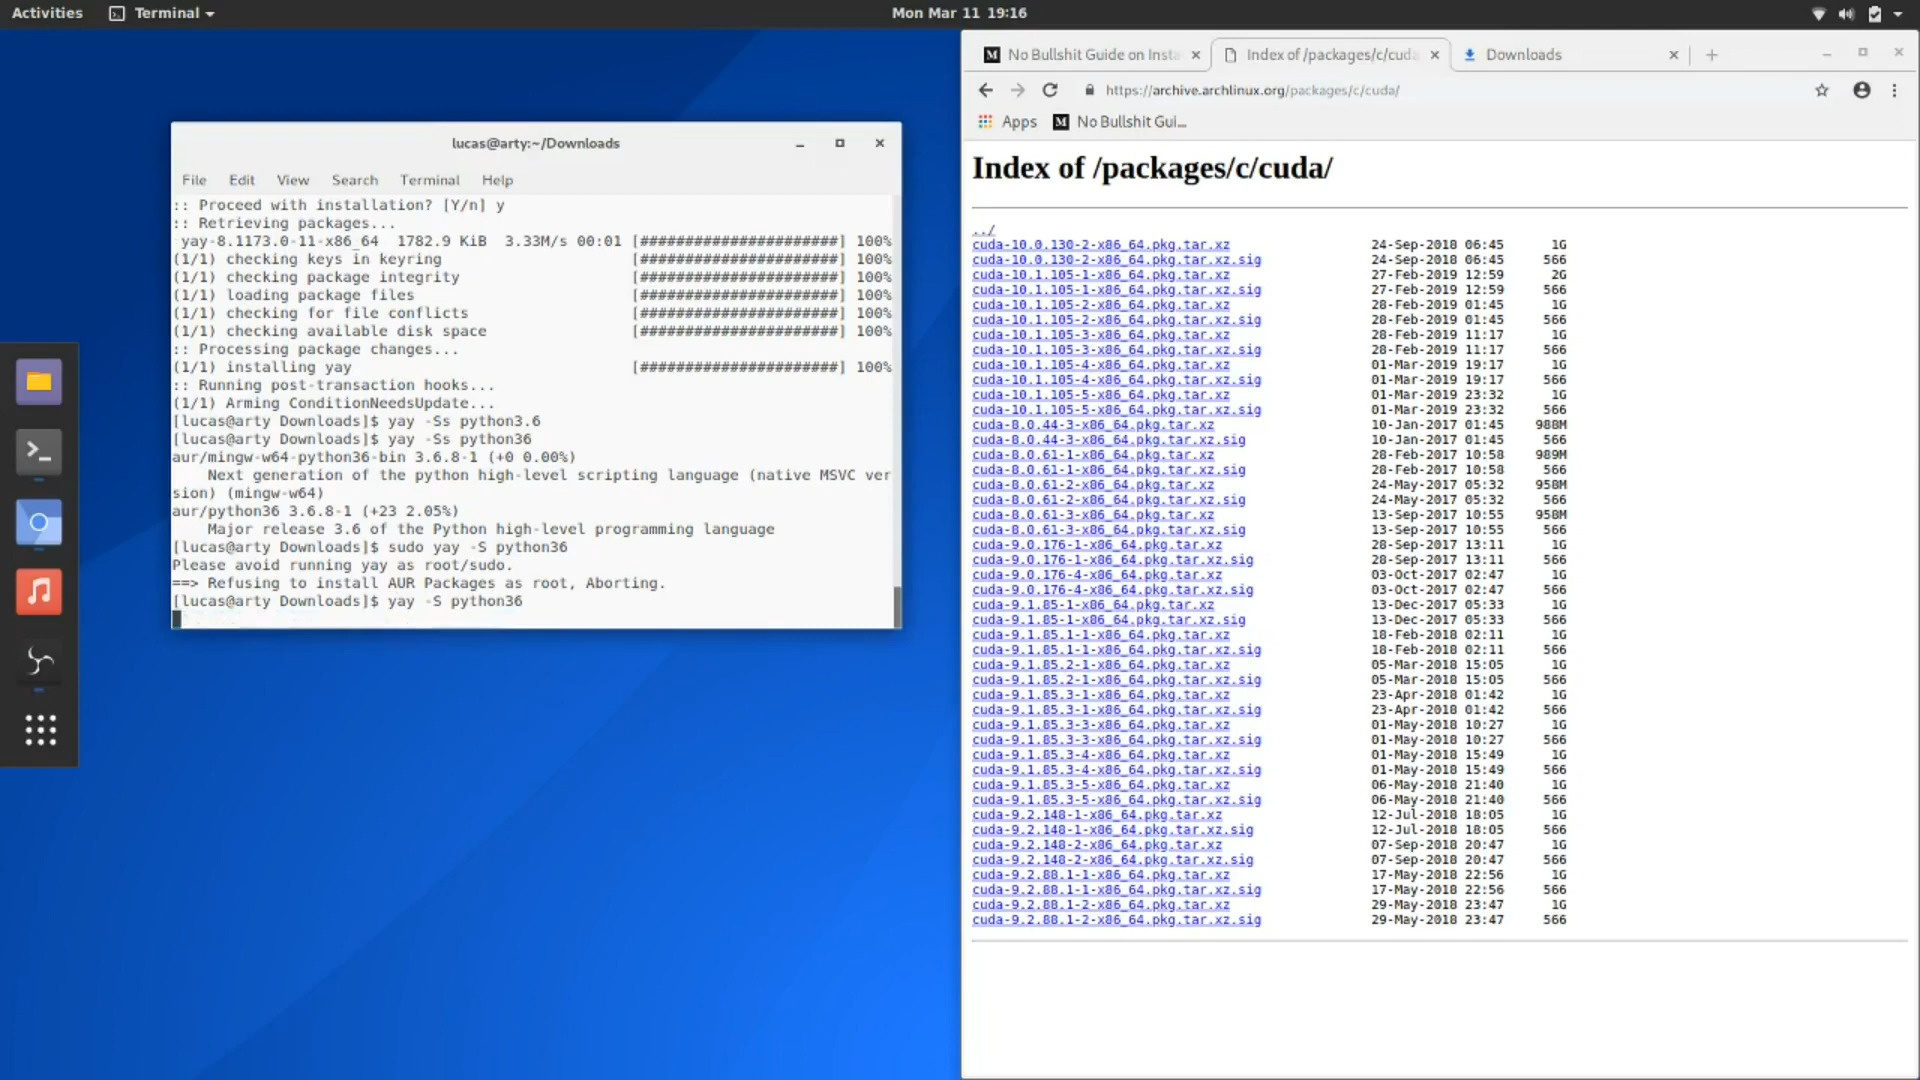 Activities
Terminal
Mon Mar 11 19:16
lucas@arty:~/Downloads
File Edit View Search Terminal Help
:: Proceed with installation? [Y/n] y
:: Retrieving packages...
yay-8.1173.0-11-x86_64 1782.9 KiB 3.33M/s 00:01 [######################] 100%
(1/1) checking keys in keyring [######################] 100%
(1/1) checking package integrity [######################] 100%
(1/1) loading package files [######################] 100%
(1/1) checking for file conflicts [######################] 100%
(1/1) checking available disk space [######################] 100%
:: Processing package changes...
(1/1) installing yay [######################] 100%
:: Running post-transaction hooks...
(1/1) Arming ConditionNeedsUpdate...
[lucas@arty Downloads]$ yay -Ss python3.6
[lucas@arty Downloads]$ yay -Ss python36
aur/mingw-w64-python36-bin 3.6.8-1 (+0 0.00%)
Next generation of the python high-level scripting language (native MSVC ver
sion) (mingw-w64)
aur/python36 3.6.8-1 (+23 2.05%)
Major release 3.6 of the Python high-level programming language
[lucas@arty Downloads]$ sudo yay -S python36
Please avoid running yay as root/sudo.
==> Refusing to install AUR Packages as root, Aborting.
[lucas@arty Downloads]$ yay -S python36
No Bullshit Guide on Insta
Index of /packages/c/cuda
Downloads
https://archive.archlinux.org/packages/c/cuda/
Apps
No Bullshit Gui...
Index of /packages/c/cuda/
../
cuda-10.0.130-2-x86_64.pkg.tar.xz 24-Sep-2018 06:45 1G
cuda-10.0.130-2-x86_64.pkg.tar.xz.sig 24-Sep-2018 06:45 566
cuda-10.1.105-1-x86_64.pkg.tar.xz 27-Feb-2019 12:59 2G
cuda-10.1.105-1-x86_64.pkg.tar.xz.sig 27-Feb-2019 12:59 566
cuda-10.1.105-2-x86_64.pkg.tar.xz 28-Feb-2019 01:45 1G
cuda-10.1.105-2-x86_64.pkg.tar.xz.sig 28-Feb-2019 01:45 566
cuda-10.1.105-3-x86_64.pkg.tar.xz 28-Feb-2019 11:17 1G
cuda-10.1.105-3-x86_64.pkg.tar.xz.sig 28-Feb-2019 11:17 566
cuda-10.1.105-4-x86_64.pkg.tar.xz 01-Mar-2019 19:17 1G
cuda-10.1.105-4-x86_64.pkg.tar.xz.sig 01-Mar-2019 19:17 566
cuda-10.1.105-5-x86_64.pkg.tar.xz 01-Mar-2019 23:32 1G
cuda-10.1.105-5-x86_64.pkg.tar.xz.sig 01-Mar-2019 23:32 566
cuda-8.0.44-3-x86_64.pkg.tar.xz 10-Jan-2017 01:45 988M
cuda-8.0.44-3-x86_64.pkg.tar.xz.sig 10-Jan-2017 01:45 566
cuda-8.0.61-1-x86_64.pkg.tar.xz 28-Feb-2017 10:58 989M
cuda-8.0.61-1-x86_64.pkg.tar.xz.sig 28-Feb-2017 10:58 566
cuda-8.0.61-2-x86_64.pkg.tar.xz 24-May-2017 05:32 958M
cuda-8.0.61-2-x86_64.pkg.tar.xz.sig 24-May-2017 05:32 566
cuda-8.0.61-3-x86_64.pkg.tar.xz 13-Sep-2017 10:55 958M
cuda-8.0.61-3-x86_64.pkg.tar.xz.sig 13-Sep-2017 10:55 566
cuda-9.0.176-1-x86_64.pkg.tar.xz 28-Sep-2017 13:11 1G
cuda-9.0.176-1-x86_64.pkg.tar.xz.sig 28-Sep-2017 13:11 566
cuda-9.0.176-4-x86_64.pkg.tar.xz 03-Oct-2017 02:47 1G
cuda-9.0.176-4-x86_64.pkg.tar.xz.sig 03-Oct-2017 02:47 566
cuda-9.1.85-1-x86_64.pkg.tar.xz 13-Dec-2017 05:33 1G
cuda-9.1.85-1-x86_64.pkg.tar.xz.sig 13-Dec-2017 05:33 566
cuda-9.1.85.1-1-x86_64.pkg.tar.xz 18-Feb-2018 02:11 1G
cuda-9.1.85.1-1-x86_64.pkg.tar.xz.sig 18-Feb-2018 02:11 566
cuda-9.1.85.2-1-x86_64.pkg.tar.xz 05-Mar-2018 15:05 1G
cuda-9.1.85.2-1-x86_64.pkg.tar.xz.sig 05-Mar-2018 15:05 566
cuda-9.1.85.3-1-x86_64.pkg.tar.xz 23-Apr-2018 01:42 1G
cuda-9.1.85.3-1-x86_64.pkg.tar.xz.sig 23-Apr-2018 01:42 566
cuda-9.1.85.3-3-x86_64.pkg.tar.xz 01-May-2018 10:27 1G
cuda-9.1.85.3-3-x86_64.pkg.tar.xz.sig 01-May-2018 10:27 566
cuda-9.1.85.3-4-x86_64.pkg.tar.xz 01-May-2018 15:49 1G
cuda-9.1.85.3-4-x86_64.pkg.tar.xz.sig 01-May-2018 15:49 566
cuda-9.1.85.3-5-x86_64.pkg.tar.xz 06-May-2018 21:40 1G
cuda-9.1.85.3-5-x86_64.pkg.tar.xz.sig 06-May-2018 21:40 566
cuda-9.2.148-1-x86_64.pkg.tar.xz 12-Jul-2018 18:05 1G
cuda-9.2.148-1-x86_64.pkg.tar.xz.sig 12-Jul-2018 18:05 566
cuda-9.2.148-2-x86_64.pkg.tar.xz 07-Sep-2018 20:47 1G
cuda-9.2.148-2-x86_64.pkg.tar.xz.sig 07-Sep-2018 20:47 566
cuda-9.2.88.1-1-x86_64.pkg.tar.xz 17-May-2018 22:56 1G
cuda-9.2.88.1-1-x86_64.pkg.tar.xz.sig 17-May-2018 22:56 566
cuda-9.2.88.1-2-x86_64.pkg.tar.xz 29-May-2018 23:47 1G
cuda-9.2.88.1-2-x86_64.pkg.tar.xz.sig 29-May-2018 23:47 566